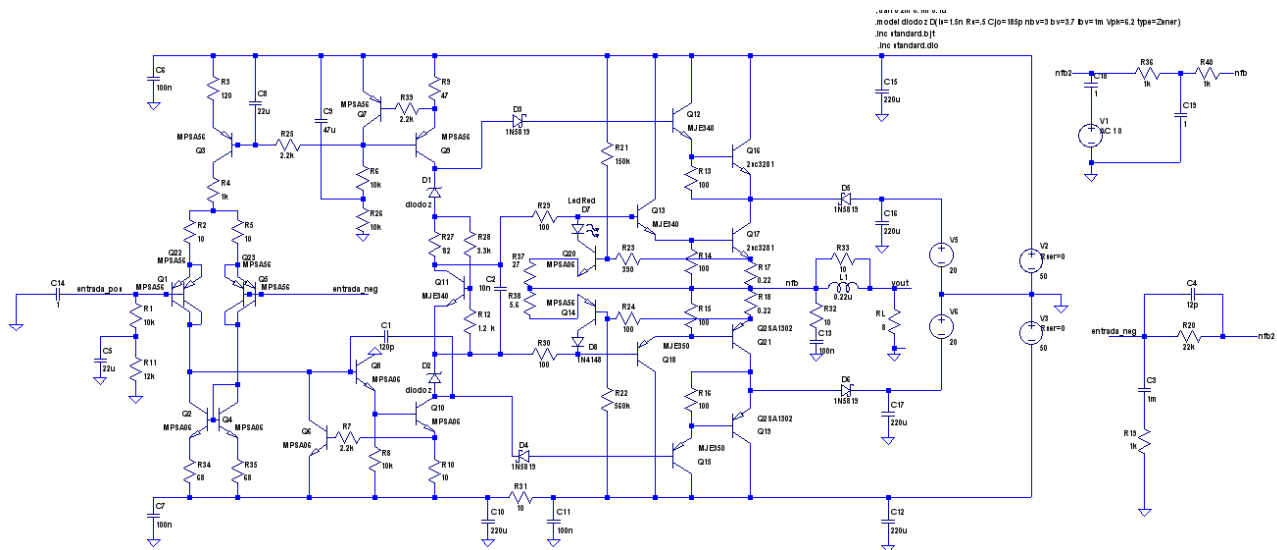 .model diodoz D(Is=1.5n Rs=.5 Cjo=185p nbv=3 bv=3.7 Ibv=1m Vpk=6.2 type=Zener)
.inc standard.bjt
.inc standard.dio
C6
100n
R3
120
C8
22u
C9
47u
MPSA56
Q7
R39
2.2k
R9
47
MPSA56
Q3
R25
2.2k
MPSA56
Q9
D3
1N5819
Q12
MJE340
C15
220u
R4
1k
R6
10k
R26
10k
D1
diodoz
R21
150k
R13
100
Q16
2sc3281
R2
10
R5
10
Q22
MPSA56
Q1
Q23
MPSA56
Q5
MPSA56
R27
82
R28
3.3k
R29
100
LedRed
D7
Q13
MJE340
Q17
2sc3281
D5
1N5819
C16
220u
V5
20
V2
Rser=0
50
C14
1
entrada_pos
entrada_neg
R1
10k
C5
22u
R11
12k
Q11
MJE340
C2
10n
R12
1.2 k
R37
27
R38
5.6
Q20
MPSA06
R23
390
R14
100
R17
0.22
R18
0.22
MPSA56
Q14
R24
100
R15
100
nfb
R33
10
L1
0.22u
vout
R32
10
C13
100n
RL
8
V6
20
V3
Rser=0
50
C1
120p
Q8
MPSA06
D2
diodoz
R30
100
D8
1N4148
MJE350
Q18
Q2SA1302
Q21
D6
1N5819
C17
220u
Q2
MPSA06
Q4
MPSA06
Q6
MPSA06
R7
2.2k
R8
10k
Q10
MPSA06
R10
10
D4
1N5819
R22
560k
R16
100
Q2SA1302
Q19
MJE350
Q15
R34
68
R35
68
C7
100n
R31
10
C10
220u
C11
100n
C12
220u
nfb2
C18
1
R36
1k
R40
1k
nfb
C19
1
V1
AC 1 0
entrada_neg
C4
12p
R20
22k
nfb2
C3
1m
R19
1k